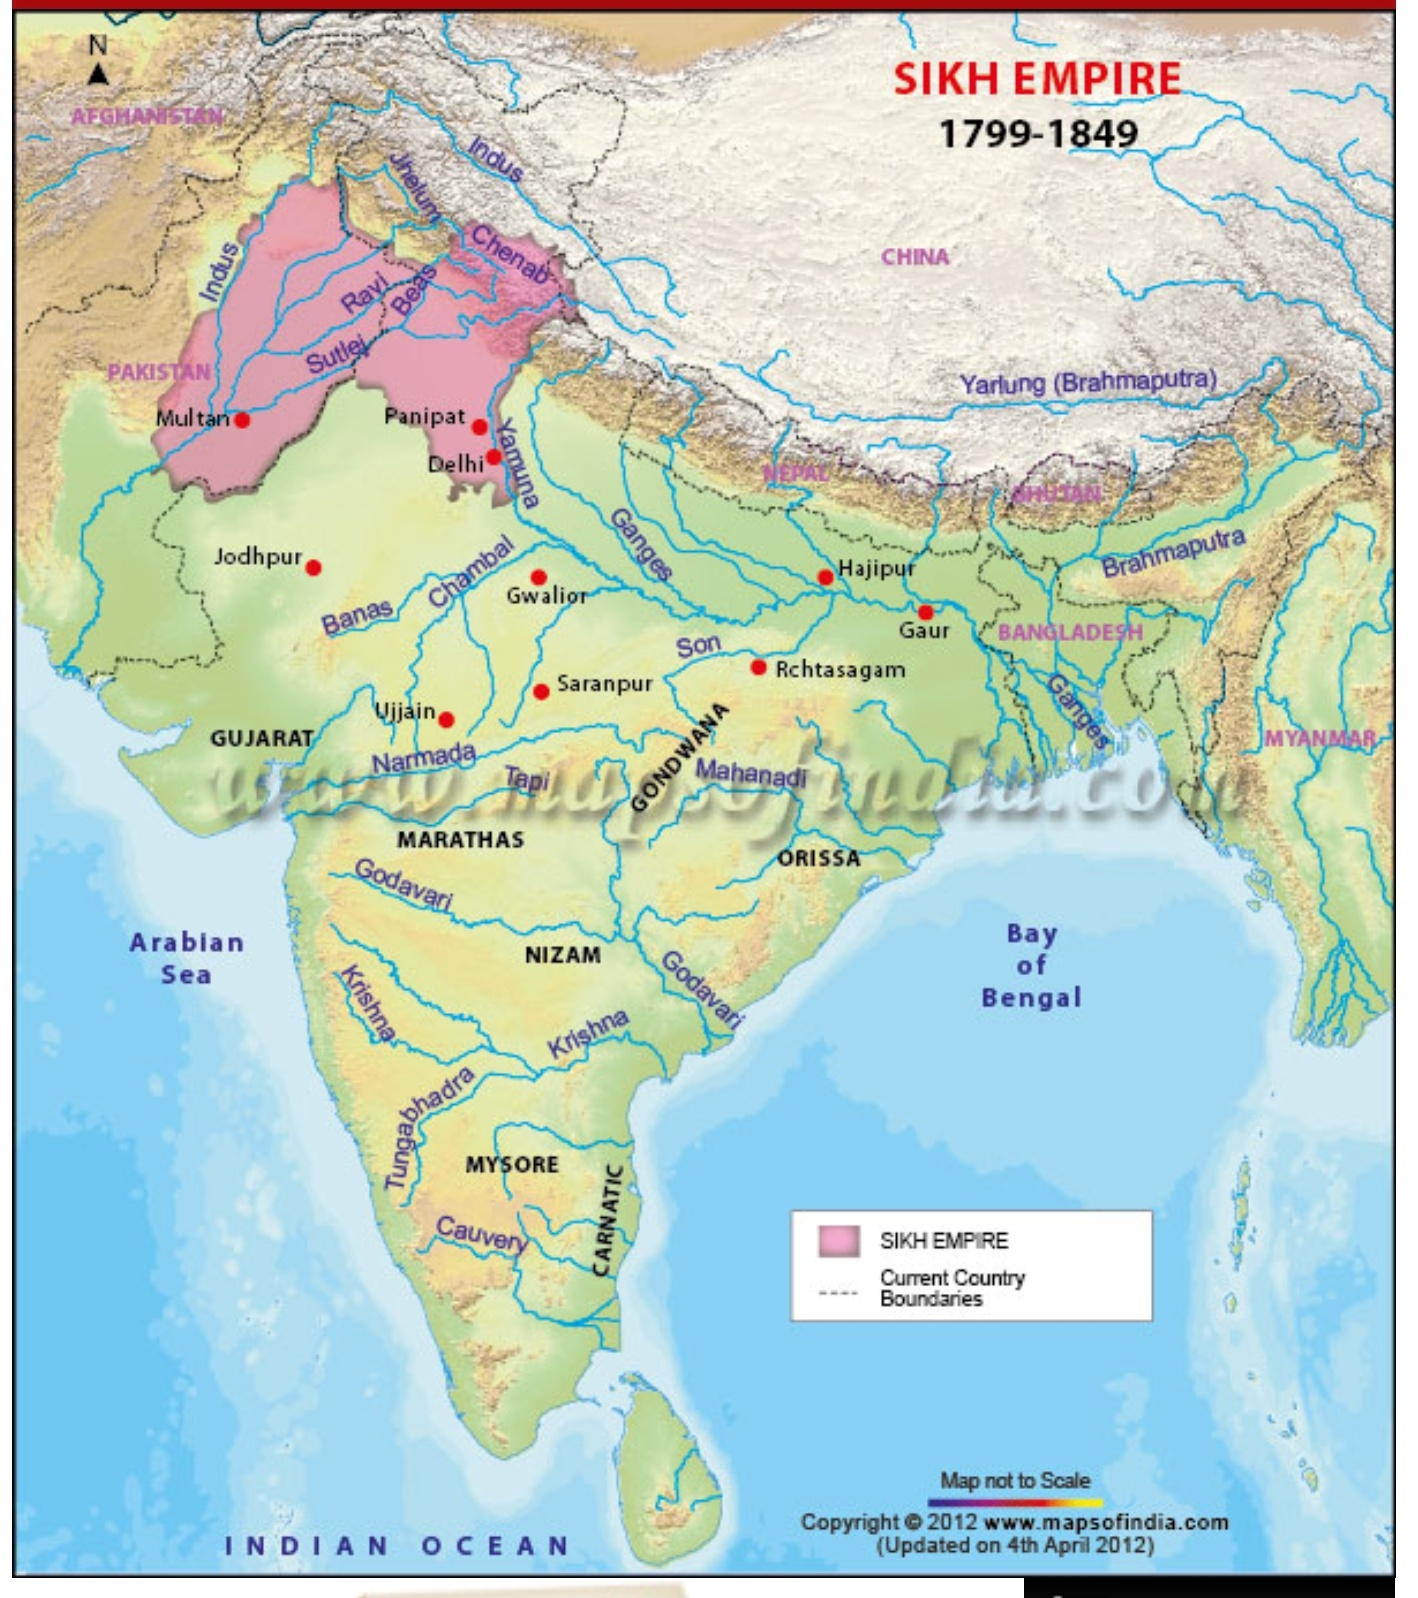 N
SIKH EMPIRE
1799-1849
AFGHANISTAN
Indus
Jhelum
Chenab
CHINA
Indus
Ravi
Beas
Sutlej
PAKISTAN
Yarlung (Brahmaputra)
Multan
Panipat
Delhi
Yamuna
NEPAL
BHUTAN
Ganges
Brahmaputra
Jodhpur
Chambal
Hajipur
Gwalior
Banas
Gaur
BANGLADESH
Son
Rchtasagam
Saranpur
Ujjain
Ganges
GUJARAT
MYANMAR
Narmada
GONDWANA
Tapi
Mahanadi
www.mapsofindia.com
MARATHAS
ORISSA
Godavari
Arabian
Sea
Bay
of
Bengal
NIZAM
Godavari
Krishna
Krishna
Tungabhadra
MYSORE
CARNATIC
Cauvery
SIKH EMPIRE
Current Country
Boundaries
Map not to Scale
Copyright © 2012 www.mapsofindia.com
(Updated on 4th April 2012)
INDIAN OCEAN